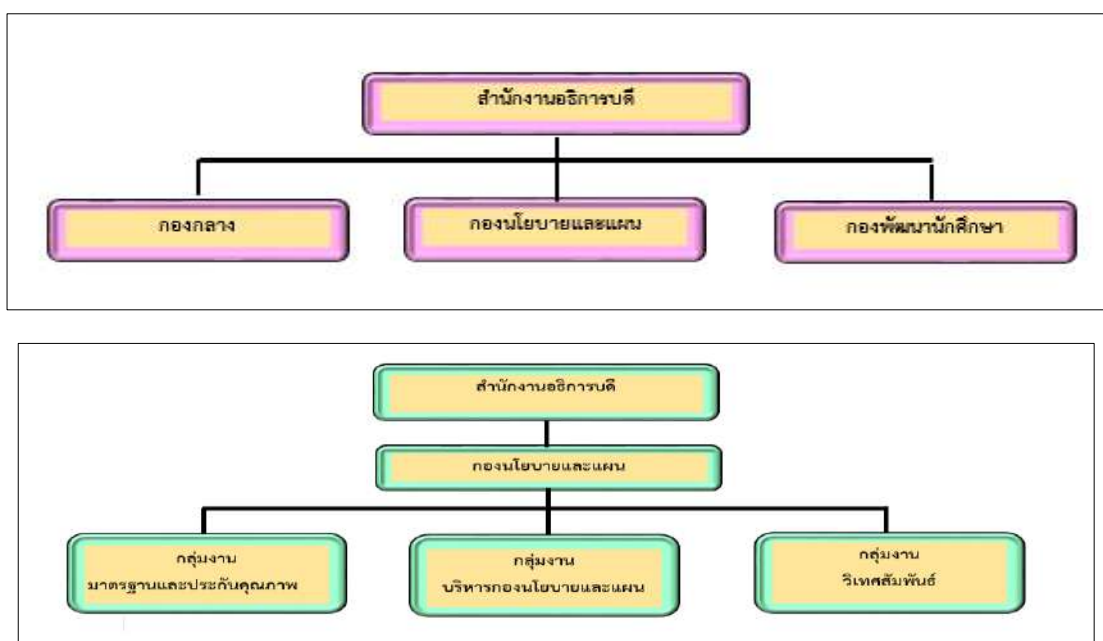 สำนักงานอธิการบดี
กองกลาง
กองนโยบายและแผน
กองพัฒนานักศึกษา
สำนักงานอธิการบดี
กองนโยบายและแผน
กลุ่มงาน
มาตรฐานและประกันคุณภาพ
กลุ่มงาน
บริหารกองนโยบายและแผน
กลุ่มงาน
วิเทศสัมพันธ์